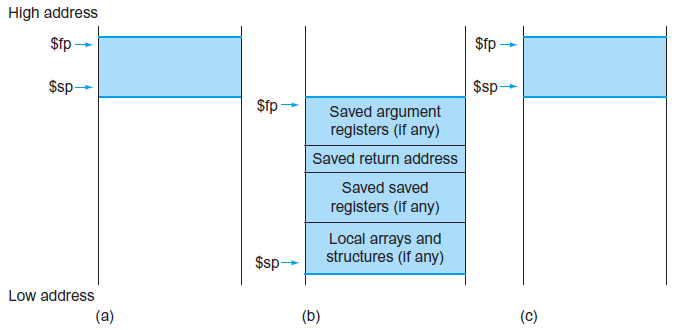 High address
$fp
$sp
$fp
Saved argument
registers (if any)
Saved return address
Saved saved
registers (if any)
Local arrays and
structures (if any)
$sp
$fp
$sp
Low address
(a)
(b)
(c)